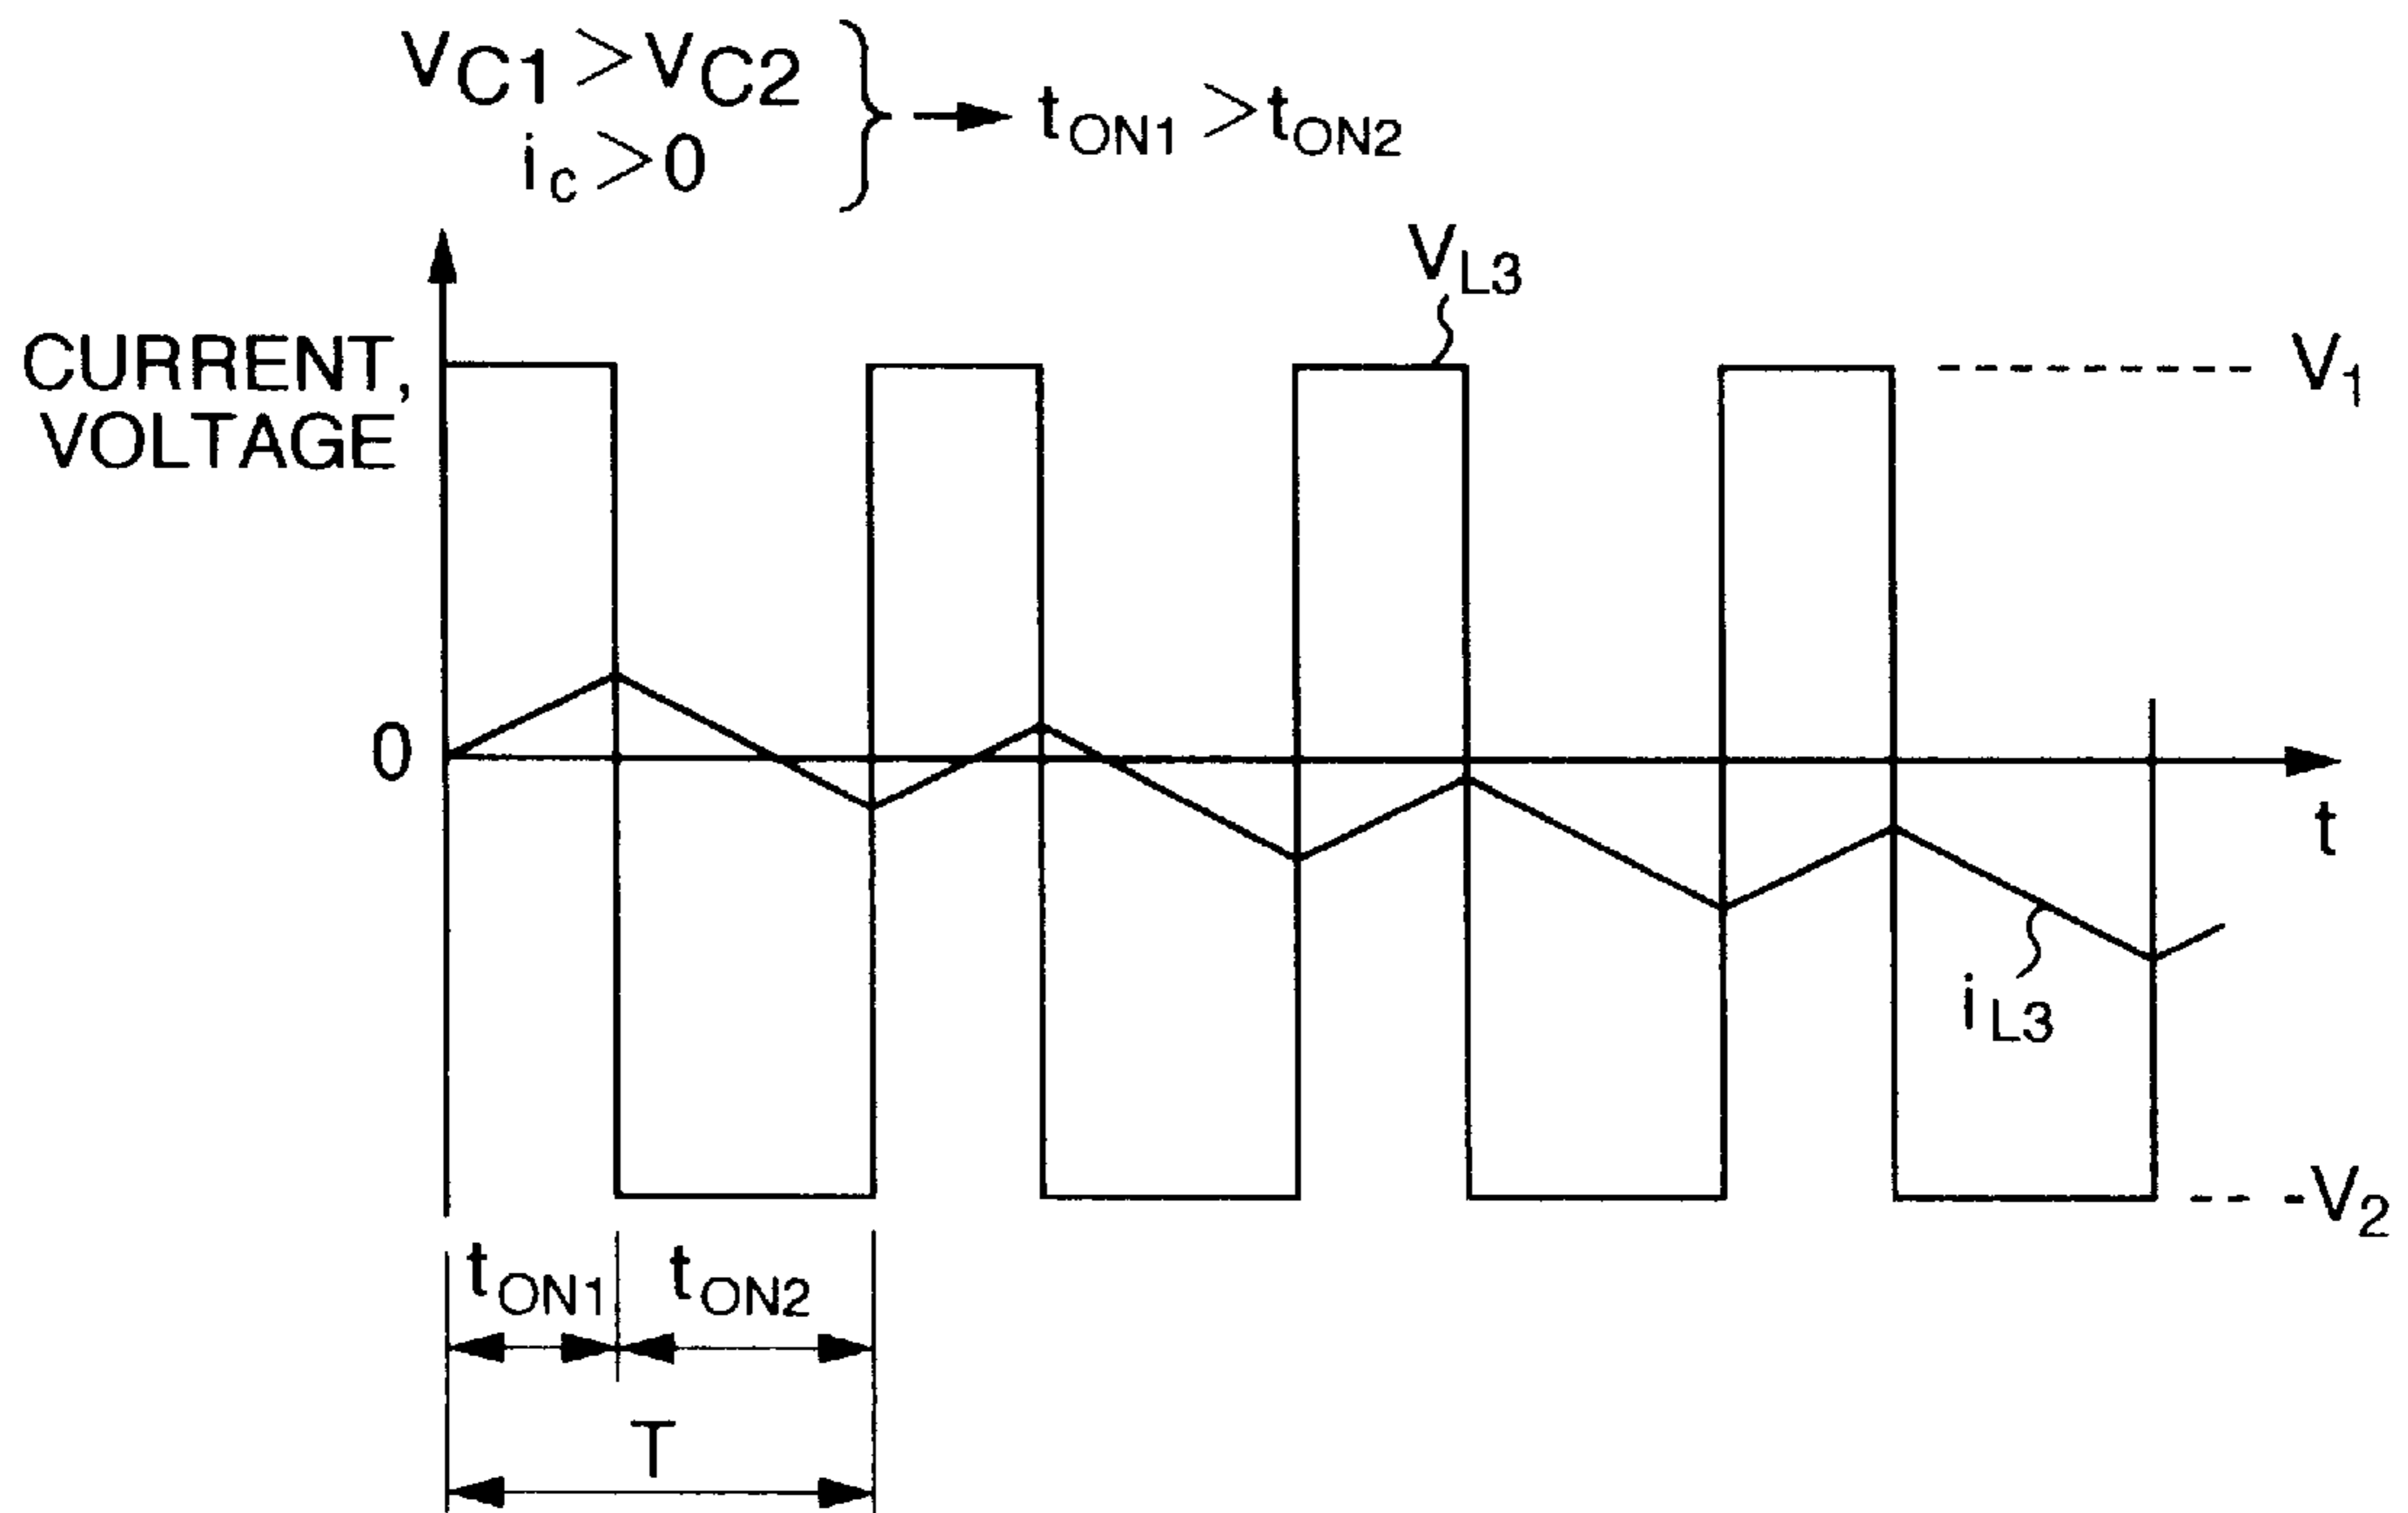 VC1 > VC2
ic > 0
tON1 > tON2
VL3
CURRENT,
VOLTAGE
V1
0
t
iL3
-V2
tON1 tON2
T